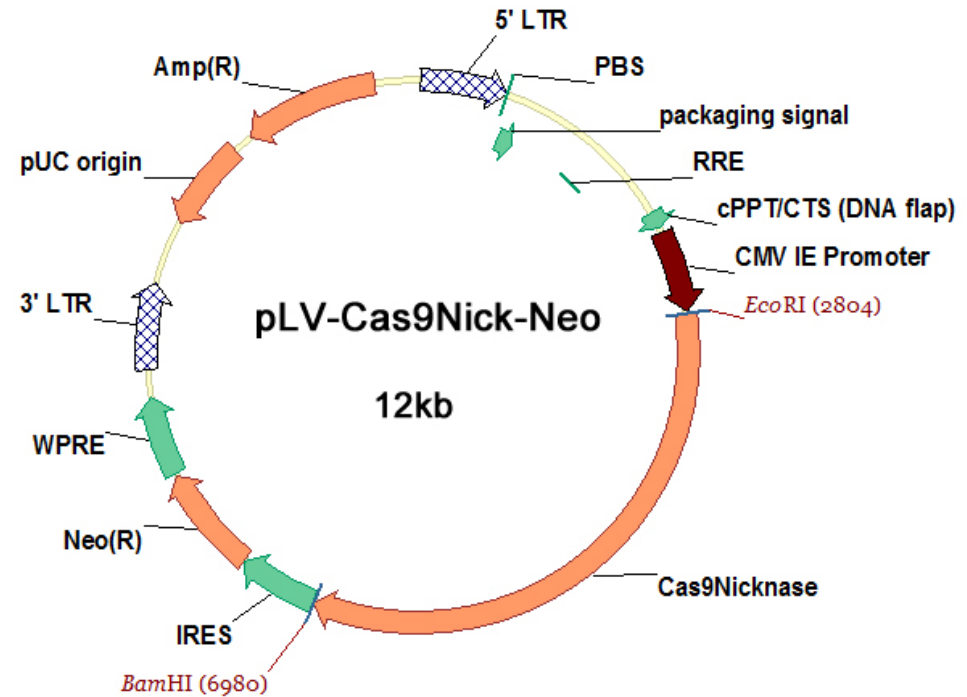 5' LTR
Amp(R)
PBS
packaging signal
pUC origin
RRE
cPPT/CTS (DNA flap)
CMV IE Promoter
3' LTR
EcoRI (2804)
pLV-Cas9Nick-Neo
12kb
WPRE
Neo(R)
Cas9Nicknase
IRES
BamHI (6980)